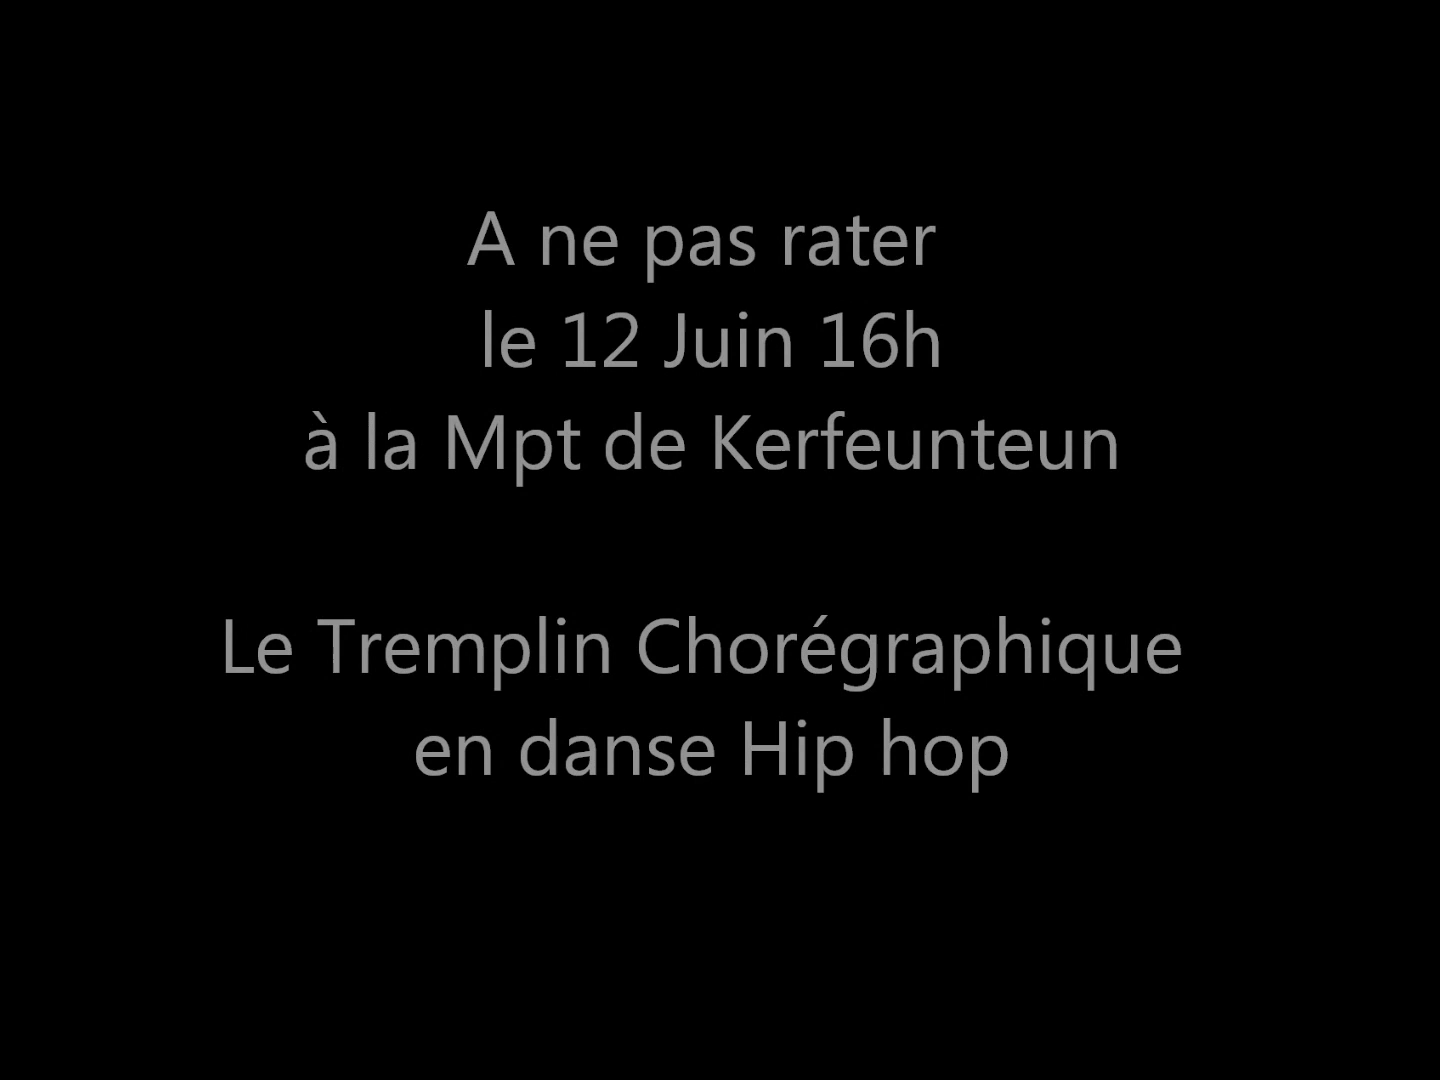 A ne pas rater
le 12 Juin 16h
à la Mpt de Kerfeunteun
Le Tremplin Chorégraphique
en danse Hip hop